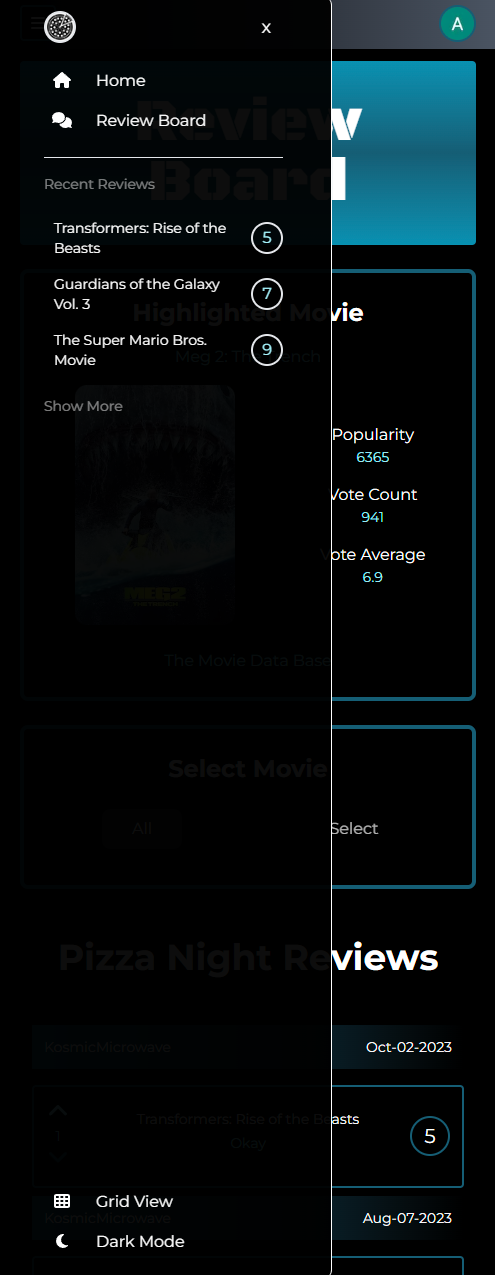 x
A
Home
Review Board
Review
Board
Recent Reviews
Transformers: Rise of the
Beasts
5
Guardians of the Galaxy
Vol. 3
7
The Super Mario Bros.
Movie
9
Show More
Highlighted Movie
Meg 2: The Trench
Popularity
6365
Vote Count
941
Vote Average
6.9
MEG2
The Movie Data Base
Select Movie
All
Select
Pizza Night Reviews
KosmicMicrowave
Oct-02-2023
1
Transformers: Rise of the Beasts
Okay
5
Grid View
KosmicMicrowave
Aug-07-2023
Dark Mode